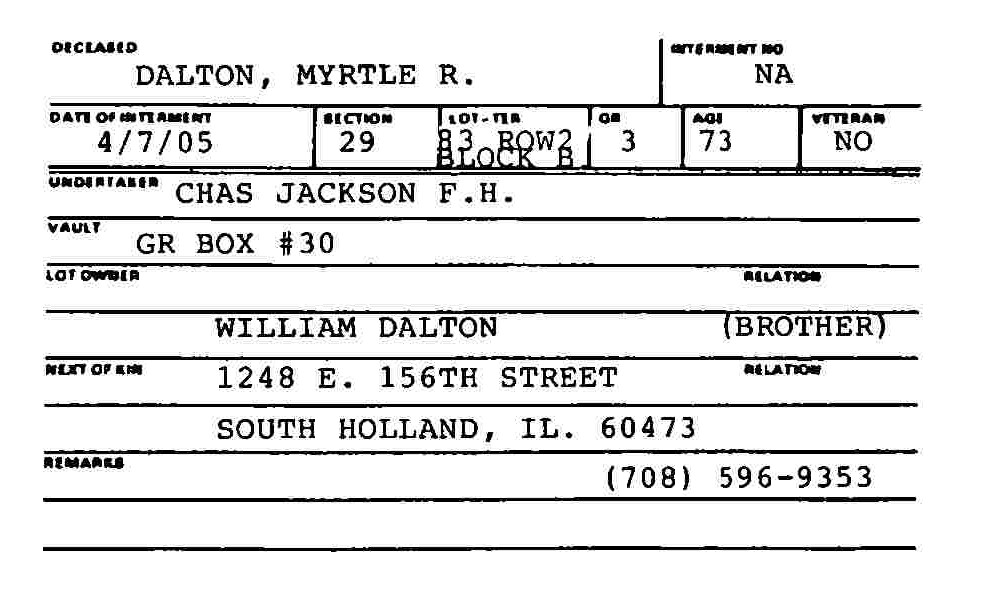 DECEASED INTERMENT NO
DALTON, MYRTLE R. NA
DATE OF INTERMENT SECTION LOT-TER GR AGE VETERAN
4/7/05 29 83 ROW2 3 73 NO
BLOCK B
UNDERTAKER CHAS JACKSON F.H.
VAULT
GR BOX #30
LOT OWNER RELATION
WILLIAM DALTON (BROTHER)
NEXT OF KIN 1248 E. 156TH STREET RELATION
SOUTH HOLLAND, IL. 60473
REMARKS
(708) 596-9353